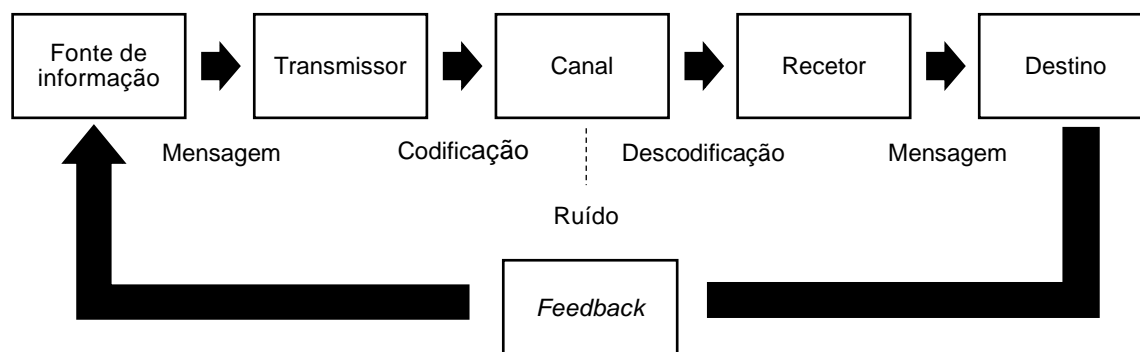 Fonte de
informação
Transmissor
Canal
Recetor
Destino
Mensagem
Codificação
Descodificação
Mensagem
Ruído
Feedback